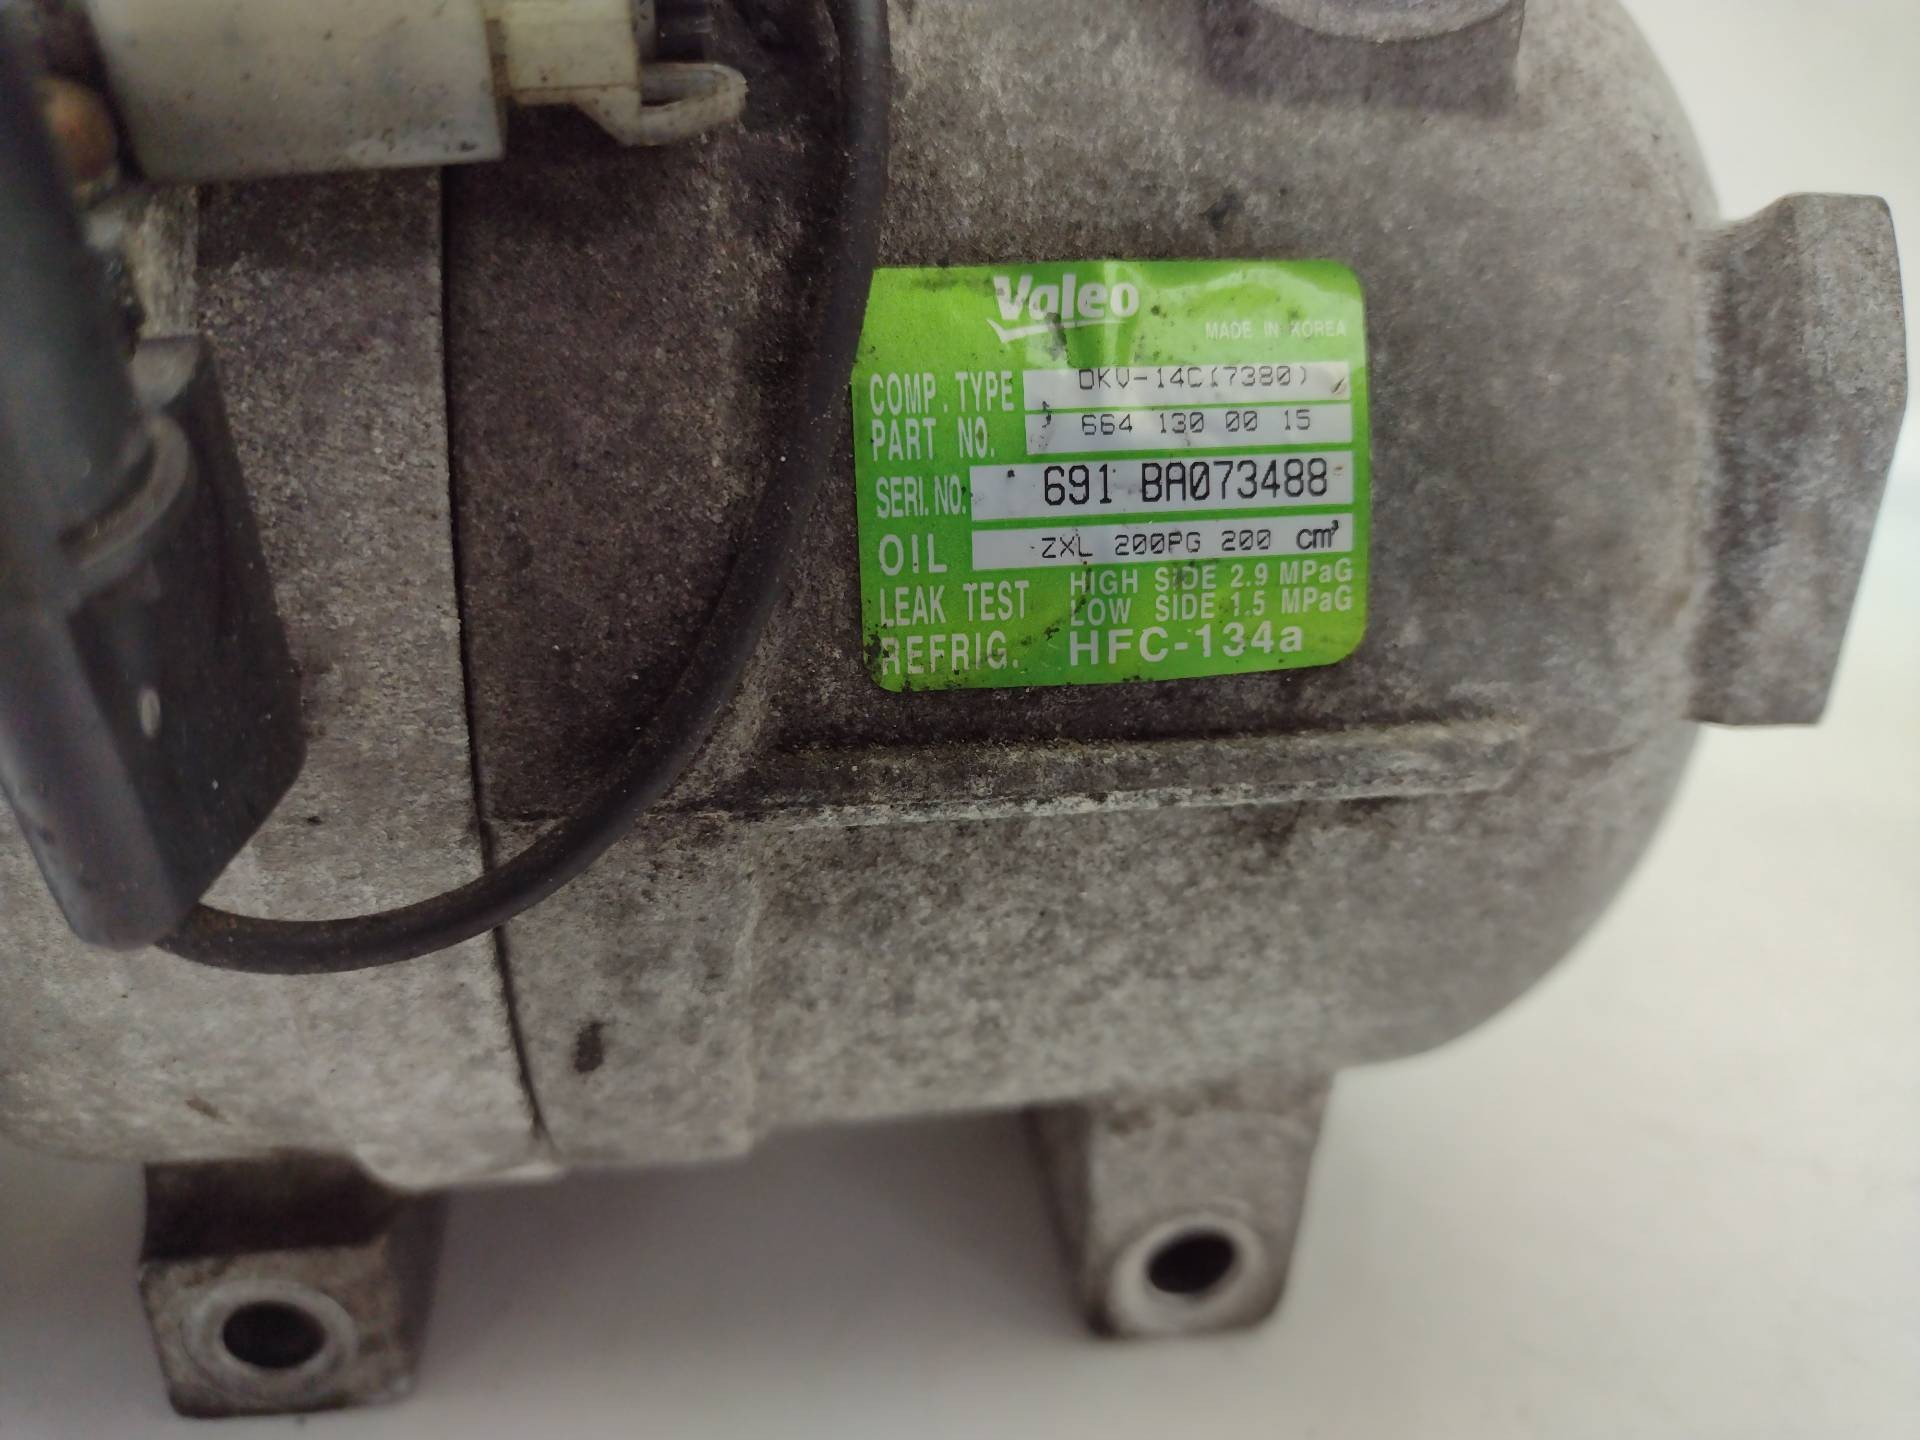 Valeo
MADE IN KOREA
COMP. TYPE DKV-14C(7380)
PART NO. 664 130 00 15
SERI. NO. 691 BA073488
OIL ZXL 200PG 200 cm³
LEAK TEST HIGH SIDE 2.9 MPaG
LOW SIDE 1.5 MPaG
REFRIG. HFC-134a